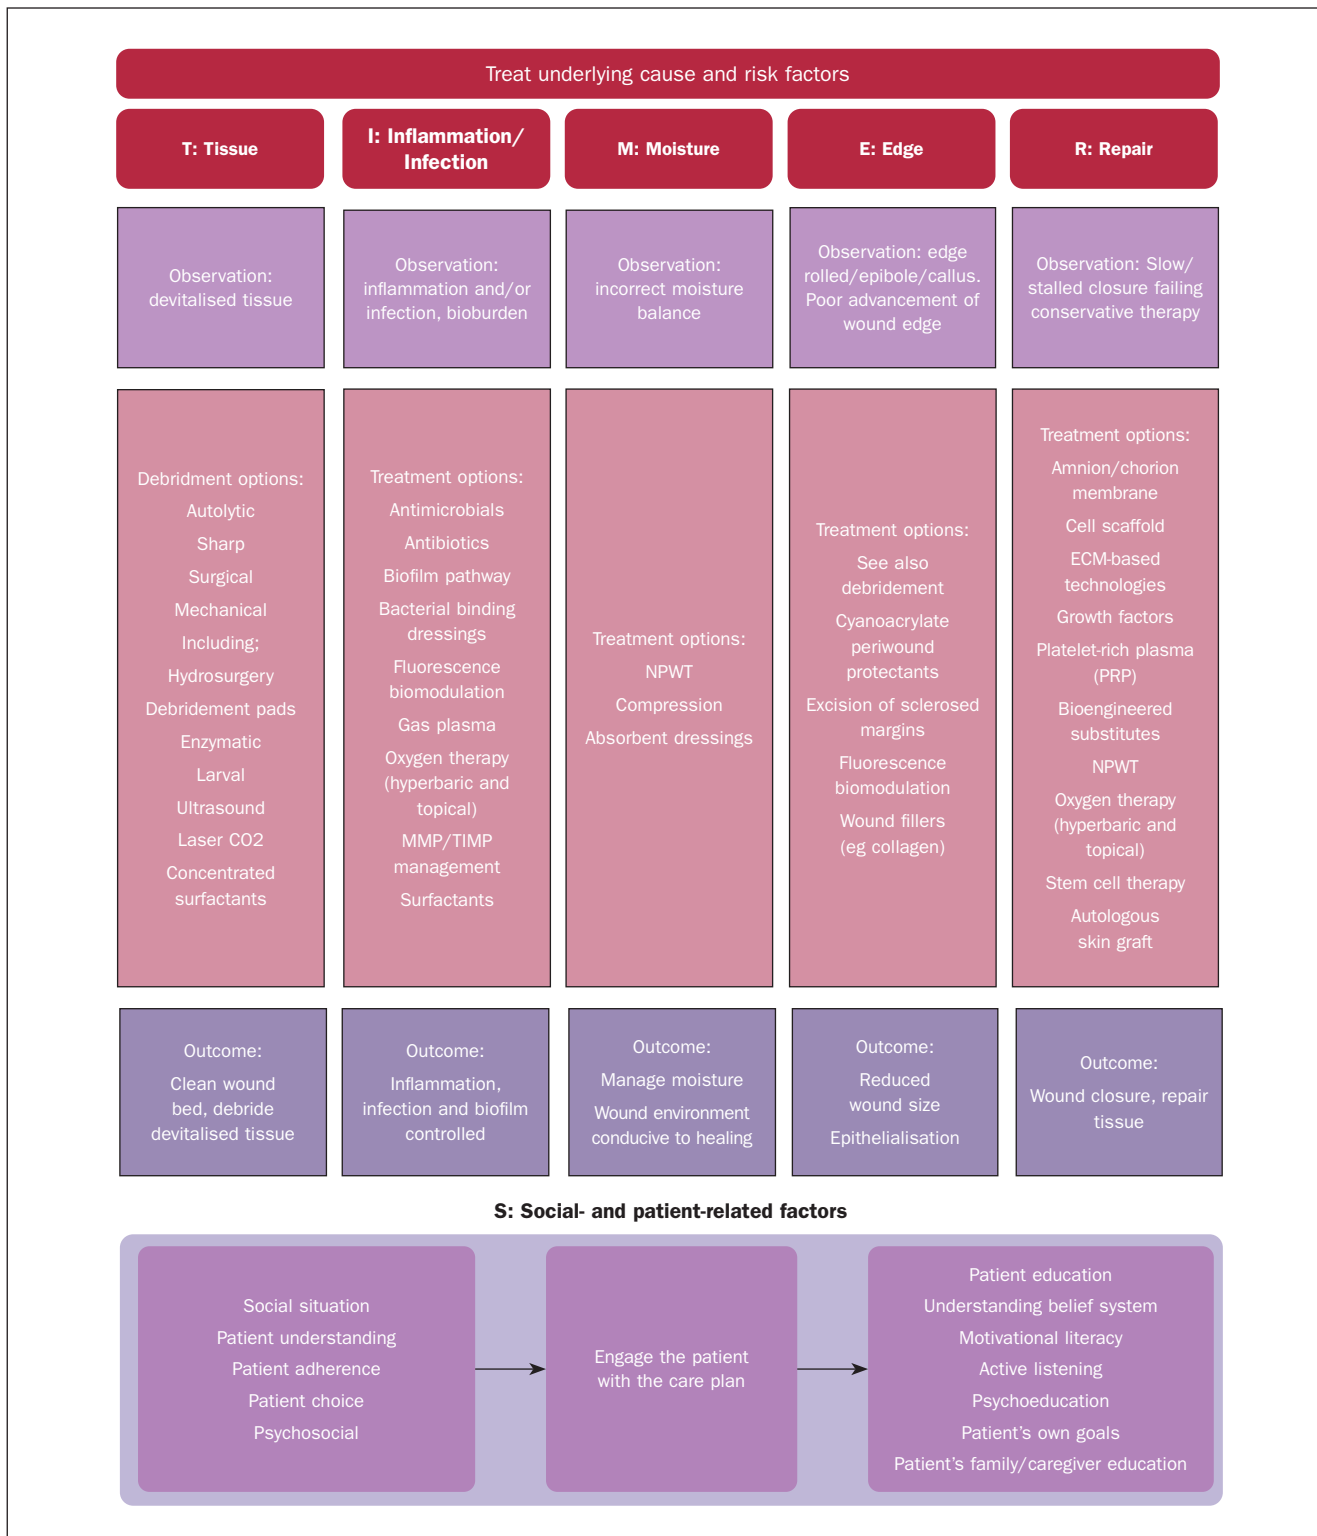 Treat underlying cause and risk factors
T: Tissue
I: Inflammation/
Infection
M: Moisture
E: Edge
R: Repair
Observation:
devitalised tissue
Observation:
inflammation and/or
infection, bioburden
Observation:
incorrect moisture
balance
Observation: edge
rolled/epibole/callus.
Poor advancement of
wound edge
Observation: Slow/
stalled closure failing
conservative therapy
Debridment options:
Autolytic
Sharp
Surgical
Mechanical
Including;
Hydrosurgery
Debridement pads
Enzymatic
Larval
Ultrasound
Laser CO2
Concentrated
surfactants
Treatment options:
Antimicrobials
Antibiotics
Biofilm pathway
Bacterial binding
dressings
Fluorescence
biomodulation
Gas plasma
Oxygen therapy
(hyperbaric and
topical)
MMP/TIMP
management
Surfactants
Treatment options:
NPWT
Compression
Absorbent dressings
Treatment options:
See also
debridement
Cyanoacrylate
periwound
protectants
Excision of sclerosed
margins
Fluorescence
biomodulation
Wound fillers
(eg collagen)
Treatment options:
Amnion/chorion
membrane
Cell scaffold
ECM-based
technologies
Growth factors
Platelet-rich plasma
(PRP)
Bioengineered
substitutes
NPWT
Oxygen therapy
(hyperbaric and
topical)
Stem cell therapy
Autologous
skin graft
Outcome:
Clean wound
bed, debride
devitalised tissue
Outcome:
Inflammation,
infection and biofilm
controlled
Outcome:
Manage moisture
Wound environment
conducive to healing
Outcome:
Reduced
wound size
Epithelialisation
Outcome:
Wound closure, repair
tissue
S: Social- and patient-related factors
Social situation
Patient understanding
Patient adherence
Patient choice
Psychosocial
Engage the patient
with the care plan
Patient education
Understanding belief system
Motivational literacy
Active listening
Psychoeducation
Patient's own goals
Patient's family/caregiver education